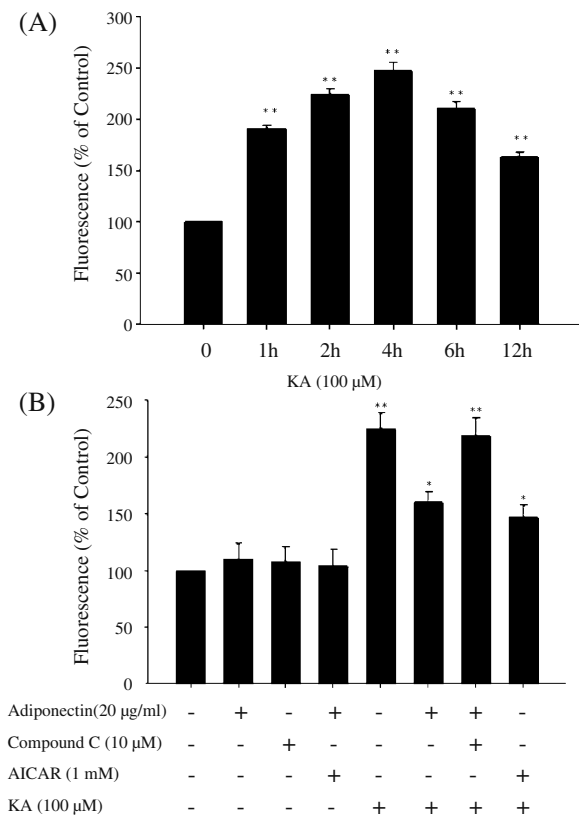 (A)
Fluorescence (% of Control)
300
250
200
150
100
50
0
** ** ** ** **
0 1h 2h 4h 6h 12h
KA (100 µM)
(B)
Fluorescence (% of Control)
250
200
150
100
50
0
** * ** *
Adiponectin(20 µg/ml) - + - + - + + -
Compound C (10 µM) - - + - - - + -
AICAR (1 mM) - - - + - - - +
KA (100 µM) - - - - + + + +